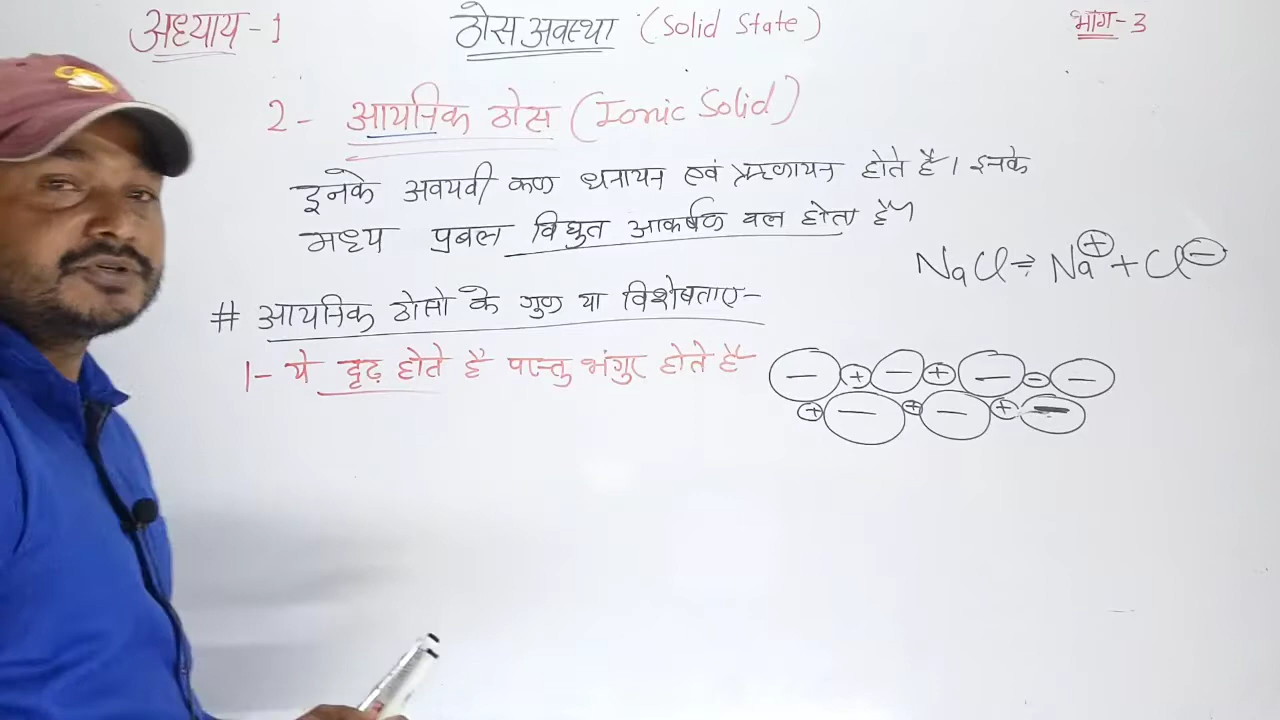 अध्याय - 1 ठोस अवस्था (Solid State) भाग - 3
2 - आयनिक ठोस (Ionic Solid)
इनके अवयवी कण धनायन एवं ऋणायन होते है। इनके
मध्य प्रबल विधुत आकर्षण बल होता है।
NaCl ⇌ Na⊕ + Cl⊖
# आयनिक ठोसो के गुण या विशेषताए -
1 - ये दृढ़ होते है परन्तु भंगुर होते है
− + − + − − −
+ − + − + −